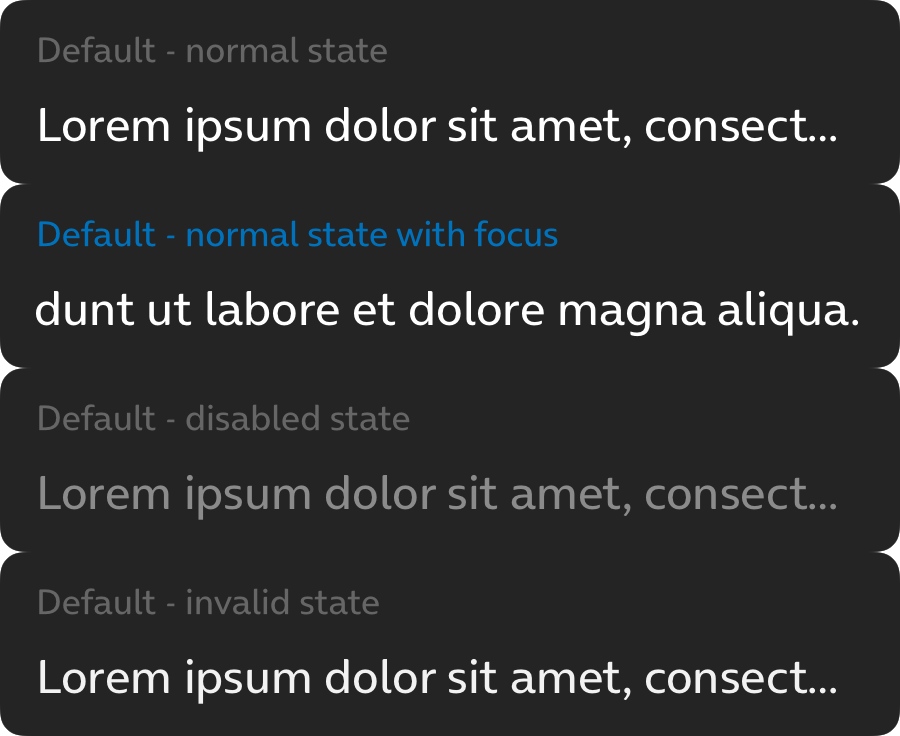 Default - normal state
Lorem ipsum dolor sit amet, consect...
Default - normal state with focus
dunt ut labore et dolore magna aliqua.
Default - disabled state
Lorem ipsum dolor sit amet, consect...
Default - invalid state
Lorem ipsum dolor sit amet, consect...